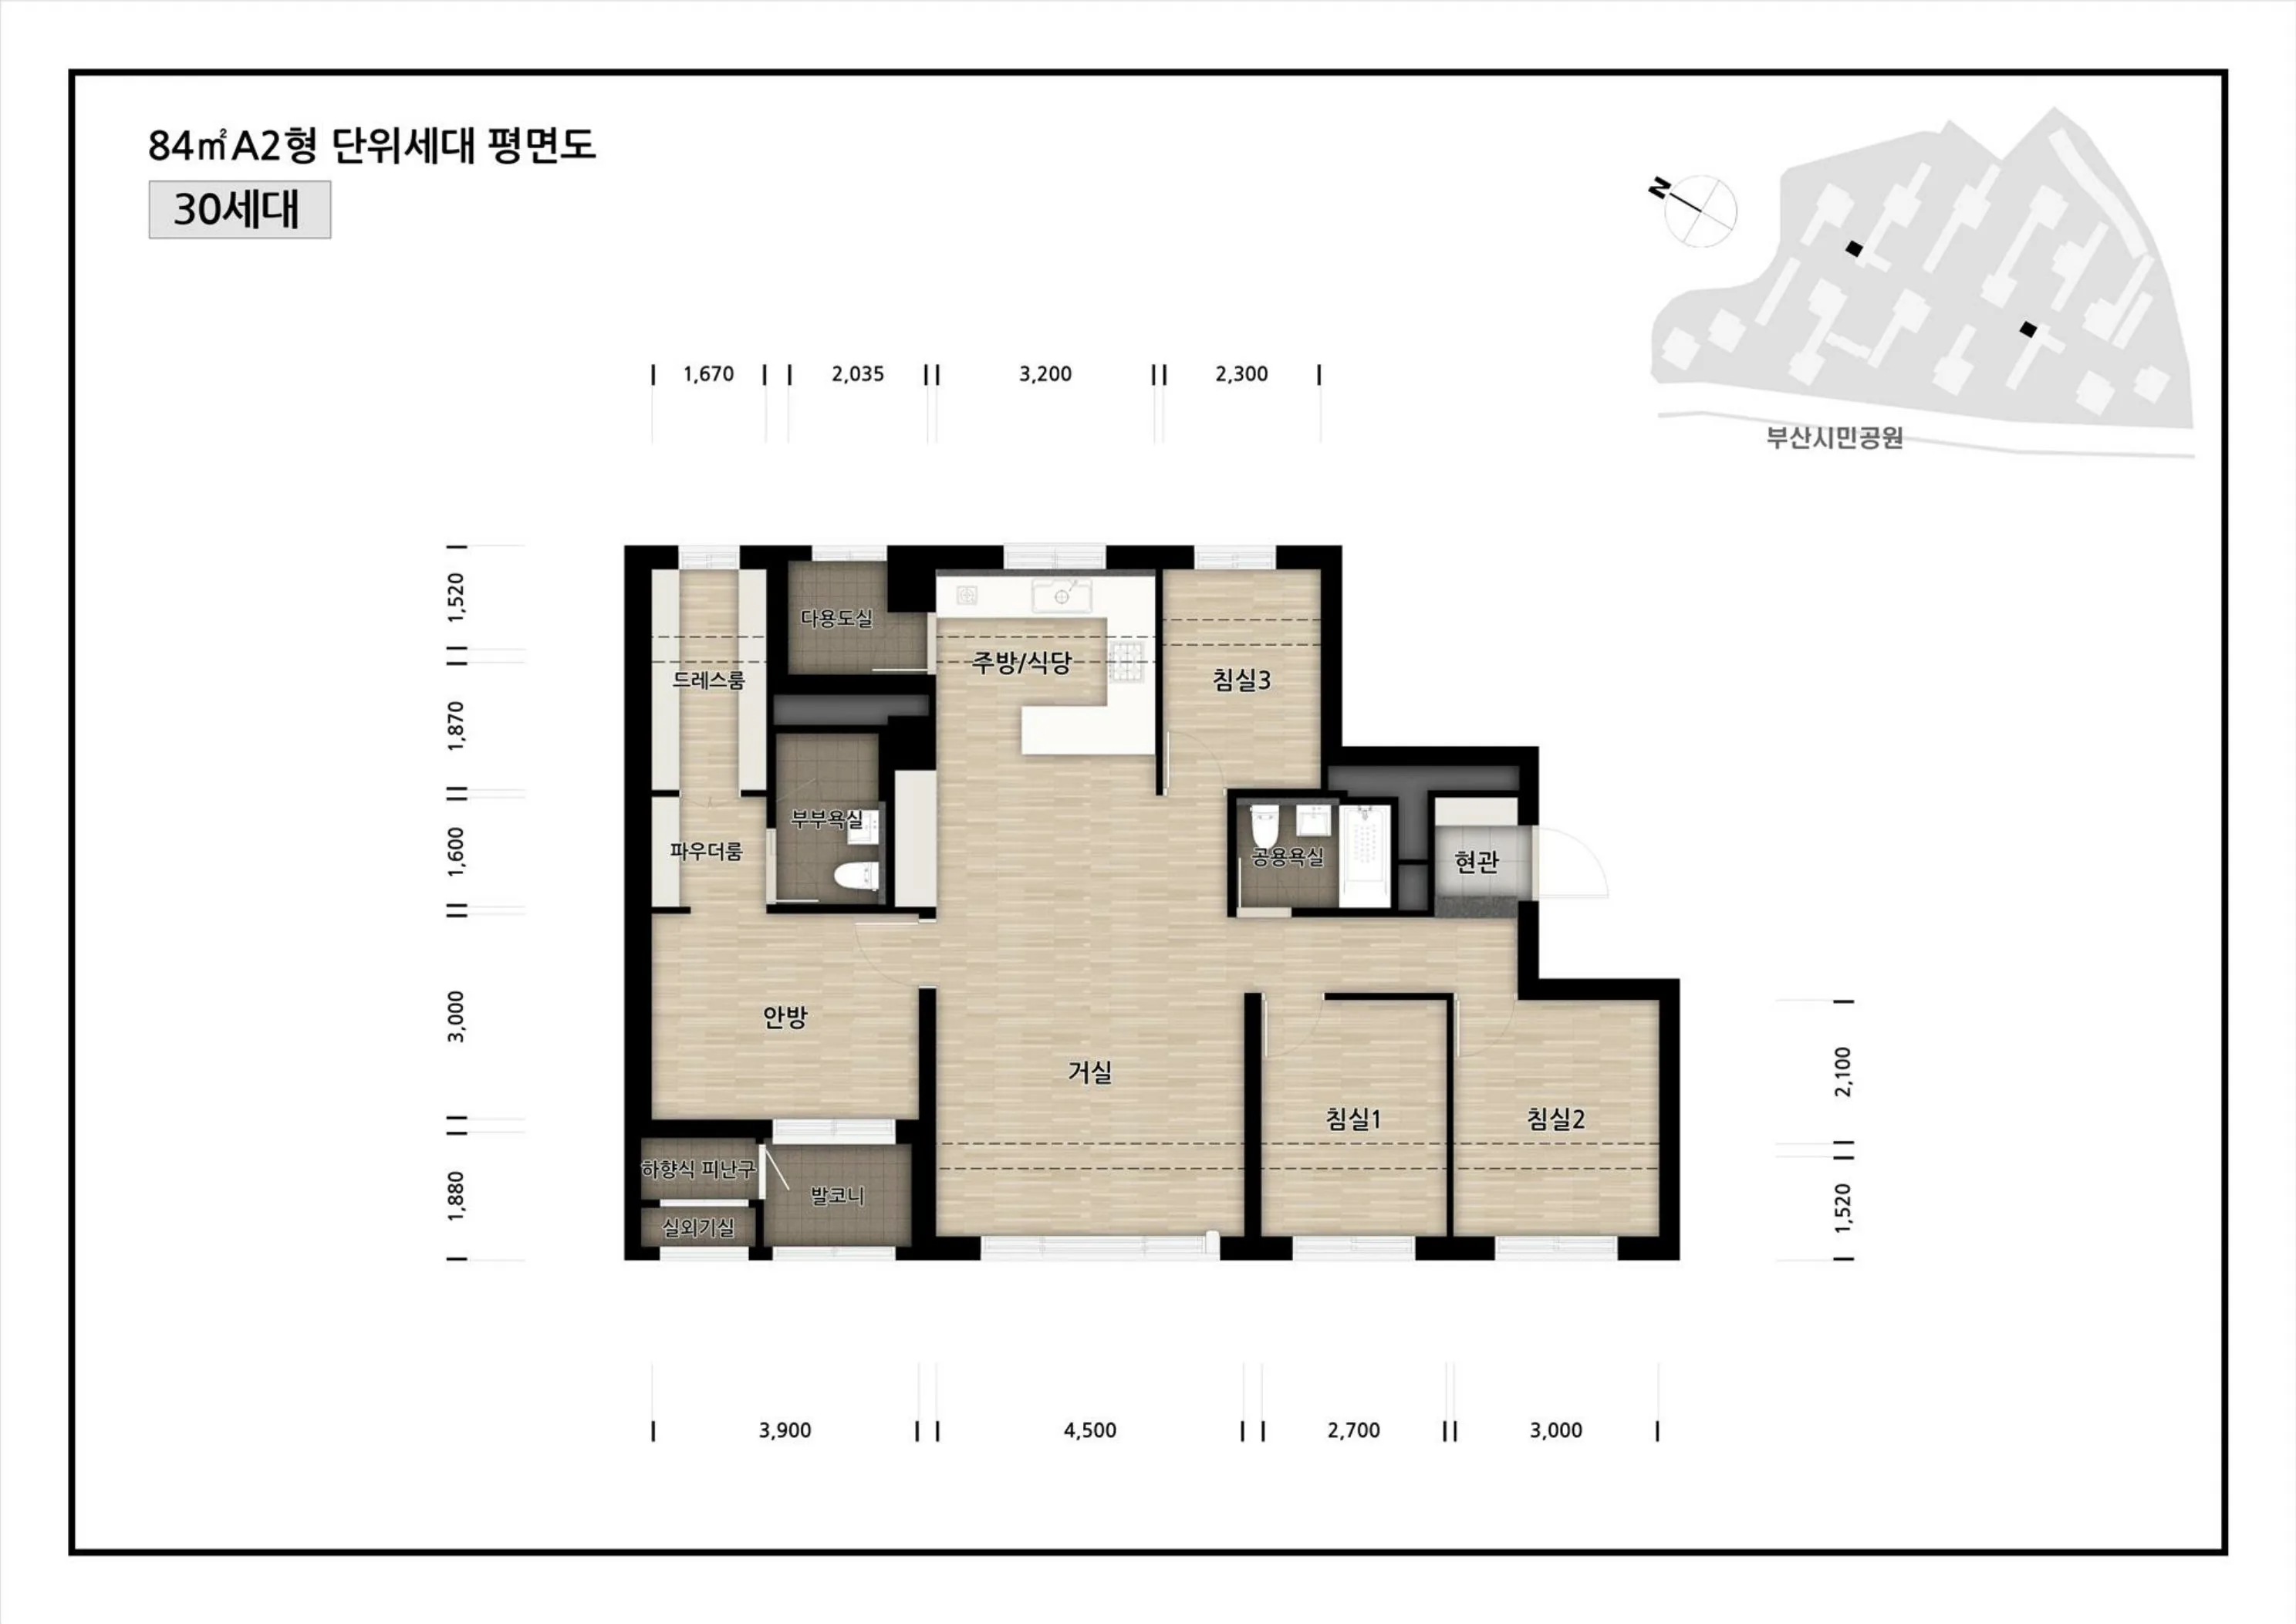 84㎡A2형 단위세대 평면도
30세대
N
부산시민공원
1,670
2,035
3,200
2,300
1,520
1,870
1,600
3,000
1,880
다용도실
주방/식당
드레스룸
침실3
부부욕실
파우더룸
공용욕실
현관
안방
거실
침실1
침실2
하향식 피난구
발코니
실외기실
2,100
1,520
3,900
4,500
2,700
3,000